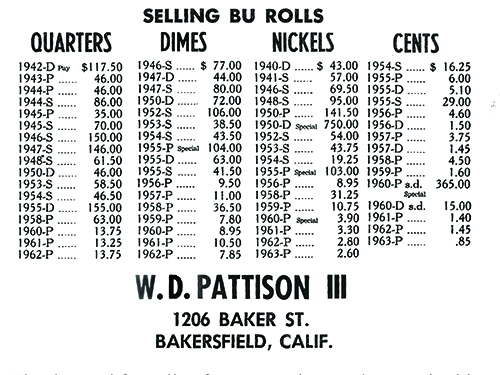 SELLING BU ROLLS
QUARTERS
1942-D Pay $117.50
1943-P ...... 46.00
1944-P ...... 46.00
1944-S ...... 86.00
1945-P ...... 35.00
1945-S ...... 70.00
1946-S ...... 150.00
1947-S ...... 146.00
1948-S ...... 61.50
1950-D ...... 46.00
1953-S ...... 58.50
1954-S ...... 46.50
1955-D ...... 155.00
1958-P ...... 63.00
1960-P ...... 13.75
1961-P ...... 13.25
1962-P ...... 13.75
DIMES
1946-S ...... $ 77.00
1947-D ...... 44.00
1947-S ...... 80.00
1950-D ...... 72.00
1952-S ...... 106.00
1953-S ...... 38.50
1954-S ...... 43.50
1955-P Special 104.00
1955-D ...... 63.00
1955-S ...... 41.50
1956-P ...... 9.50
1957-P ...... 11.00
1958-P ...... 36.50
1959-P ...... 7.80
1960-P ...... 8.95
1961-P ...... 10.50
1962-P ...... 7.85
NICKELS
1940-D ...... $ 43.00
1941-S ...... 57.00
1946-S ...... 69.50
1948-S ...... 95.00
1950-P ...... 141.50
1950-D Special 750.00
1952-S ...... 54.00
1953-S ...... 43.75
1954-S ...... 19.25
1955-P Special 103.00
1956-P ...... 8.95
1958-P ...... 31.25
1959-P ...... 10.75
1960-P Special 3.90
1961-P ...... 3.30
1962-P ...... 2.80
1963-P ...... 2.60
CENTS
1954-S ...... $ 16.25
1955-P ...... 6.00
1955-D ...... 5.10
1955-S ...... 29.00
1956-P ...... 4.60
1956-D ...... 1.50
1957-P ...... 3.75
1957-D ...... 1.45
1958-P ...... 4.50
1959-P ...... 1.60
1960-P s.d. 365.00
Special
1960-D s.d. 15.00
1961-P ...... 1.40
1962-P ...... 1.45
1963-P ...... .85
W. D. PATTISON III
1206 BAKER ST.
BAKERSFIELD, CALIF.